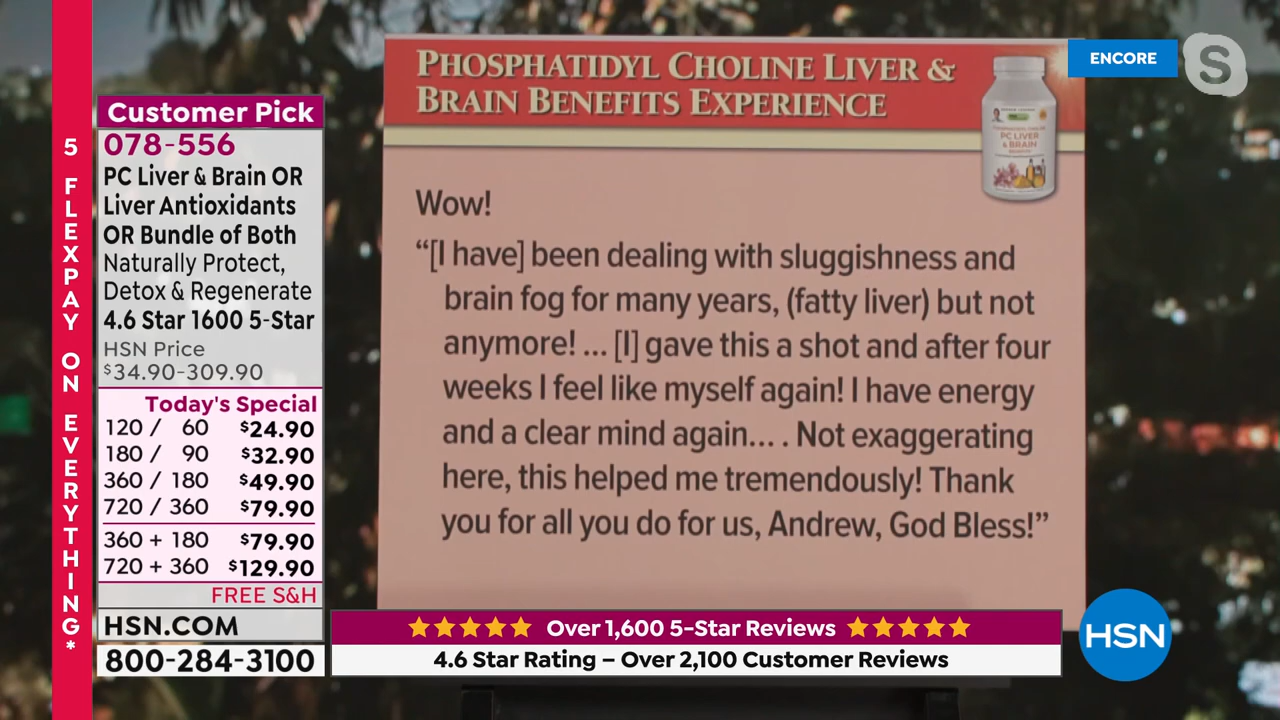 5 FLEXPAY ON EVERYTHING*
Customer Pick
078-556
PC Liver & Brain OR
Liver Antioxidants
OR Bundle of Both
Naturally Protect,
Detox & Regenerate
4.6 Star 1600 5-Star
HSN Price
$34.90-309.90
Today's Special
120 / 60 $24.90
180 / 90 $32.90
360 / 180 $49.90
720 / 360 $79.90
360 + 180 $79.90
720 + 360 $129.90
FREE S&H
HSN.COM
800-284-3100
PHOSPHATIDYL CHOLINE LIVER &
BRAIN BENEFITS EXPERIENCE
PC LIVER
& BRAIN
ENCORE
S
Wow!
“[I have] been dealing with sluggishness and
brain fog for many years, (fatty liver) but not
anymore! ... [I] gave this a shot and after four
weeks I feel like myself again! I have energy
and a clear mind again... . Not exaggerating
here, this helped me tremendously! Thank
you for all you do for us, Andrew, God Bless!”
Over 1,600 5-Star Reviews
4.6 Star Rating – Over 2,100 Customer Reviews
HSN